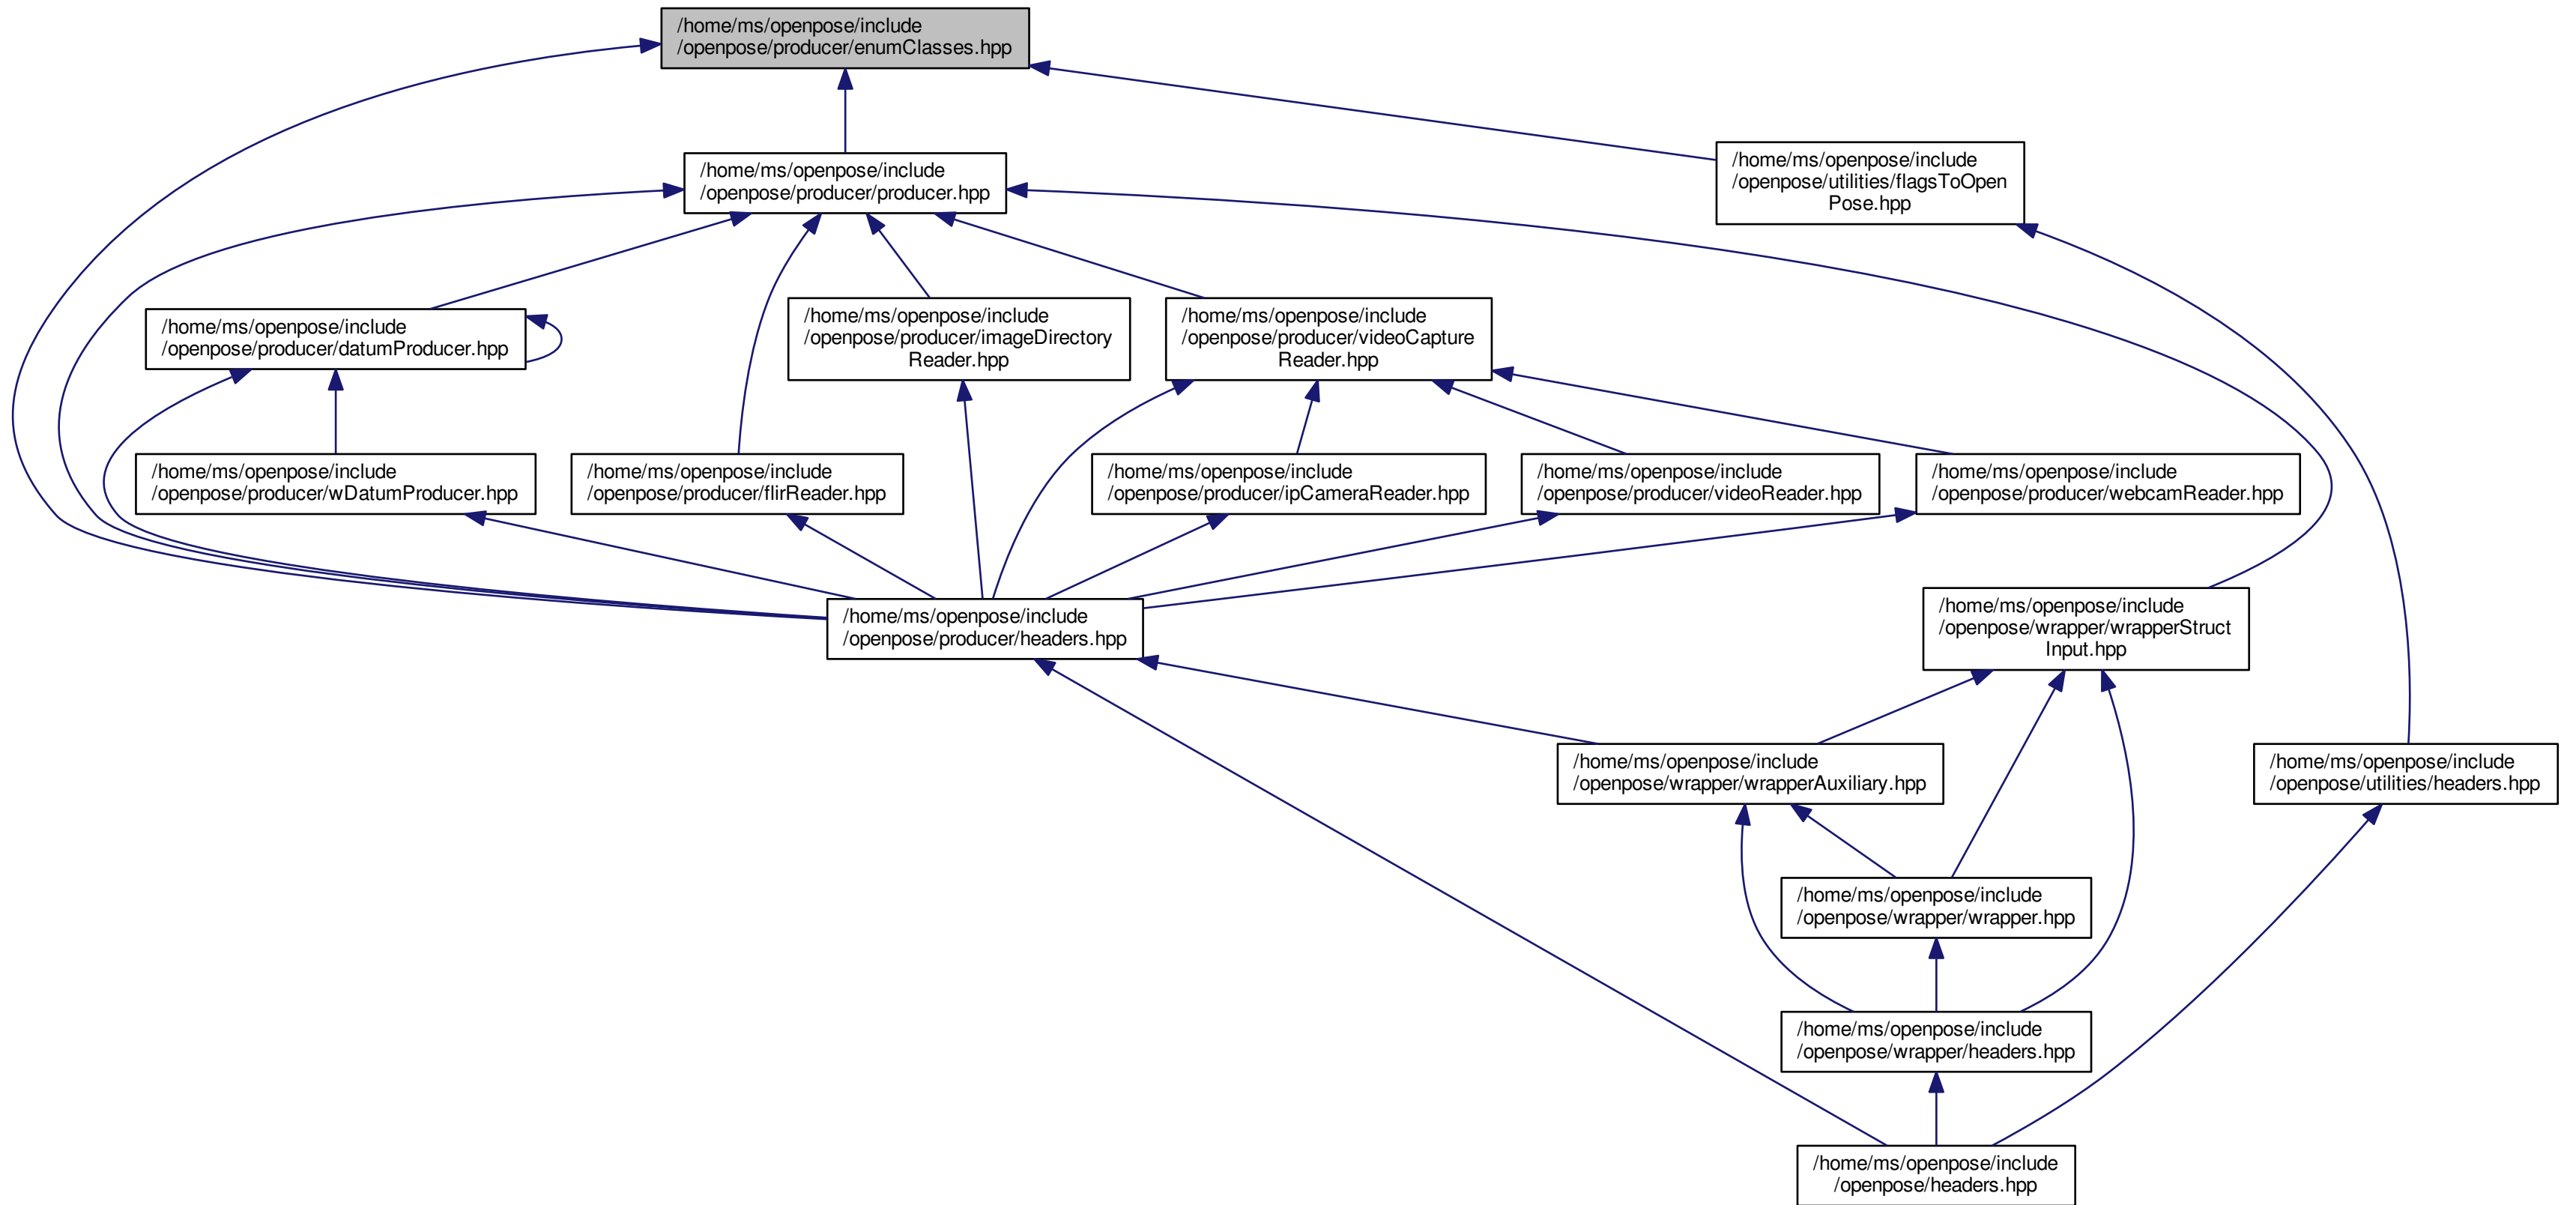 /home/ms/openpose/include
/openpose/producer/enumClasses.hpp
/home/ms/openpose/include
/openpose/producer/producer.hpp
/home/ms/openpose/include
/openpose/utilities/flagsToOpen
Pose.hpp
/home/ms/openpose/include
/openpose/producer/datumProducer.hpp
/home/ms/openpose/include
/openpose/producer/imageDirectory
Reader.hpp
/home/ms/openpose/include
/openpose/producer/videoCapture
Reader.hpp
/home/ms/openpose/include
/openpose/producer/wDatumProducer.hpp
/home/ms/openpose/include
/openpose/producer/flirReader.hpp
/home/ms/openpose/include
/openpose/producer/ipCameraReader.hpp
/home/ms/openpose/include
/openpose/producer/videoReader.hpp
/home/ms/openpose/include
/openpose/producer/webcamReader.hpp
/home/ms/openpose/include
/openpose/producer/headers.hpp
/home/ms/openpose/include
/openpose/wrapper/wrapperStruct
Input.hpp
/home/ms/openpose/include
/openpose/wrapper/wrapperAuxiliary.hpp
/home/ms/openpose/include
/openpose/utilities/headers.hpp
/home/ms/openpose/include
/openpose/wrapper/wrapper.hpp
/home/ms/openpose/include
/openpose/wrapper/headers.hpp
/home/ms/openpose/include
/openpose/headers.hpp